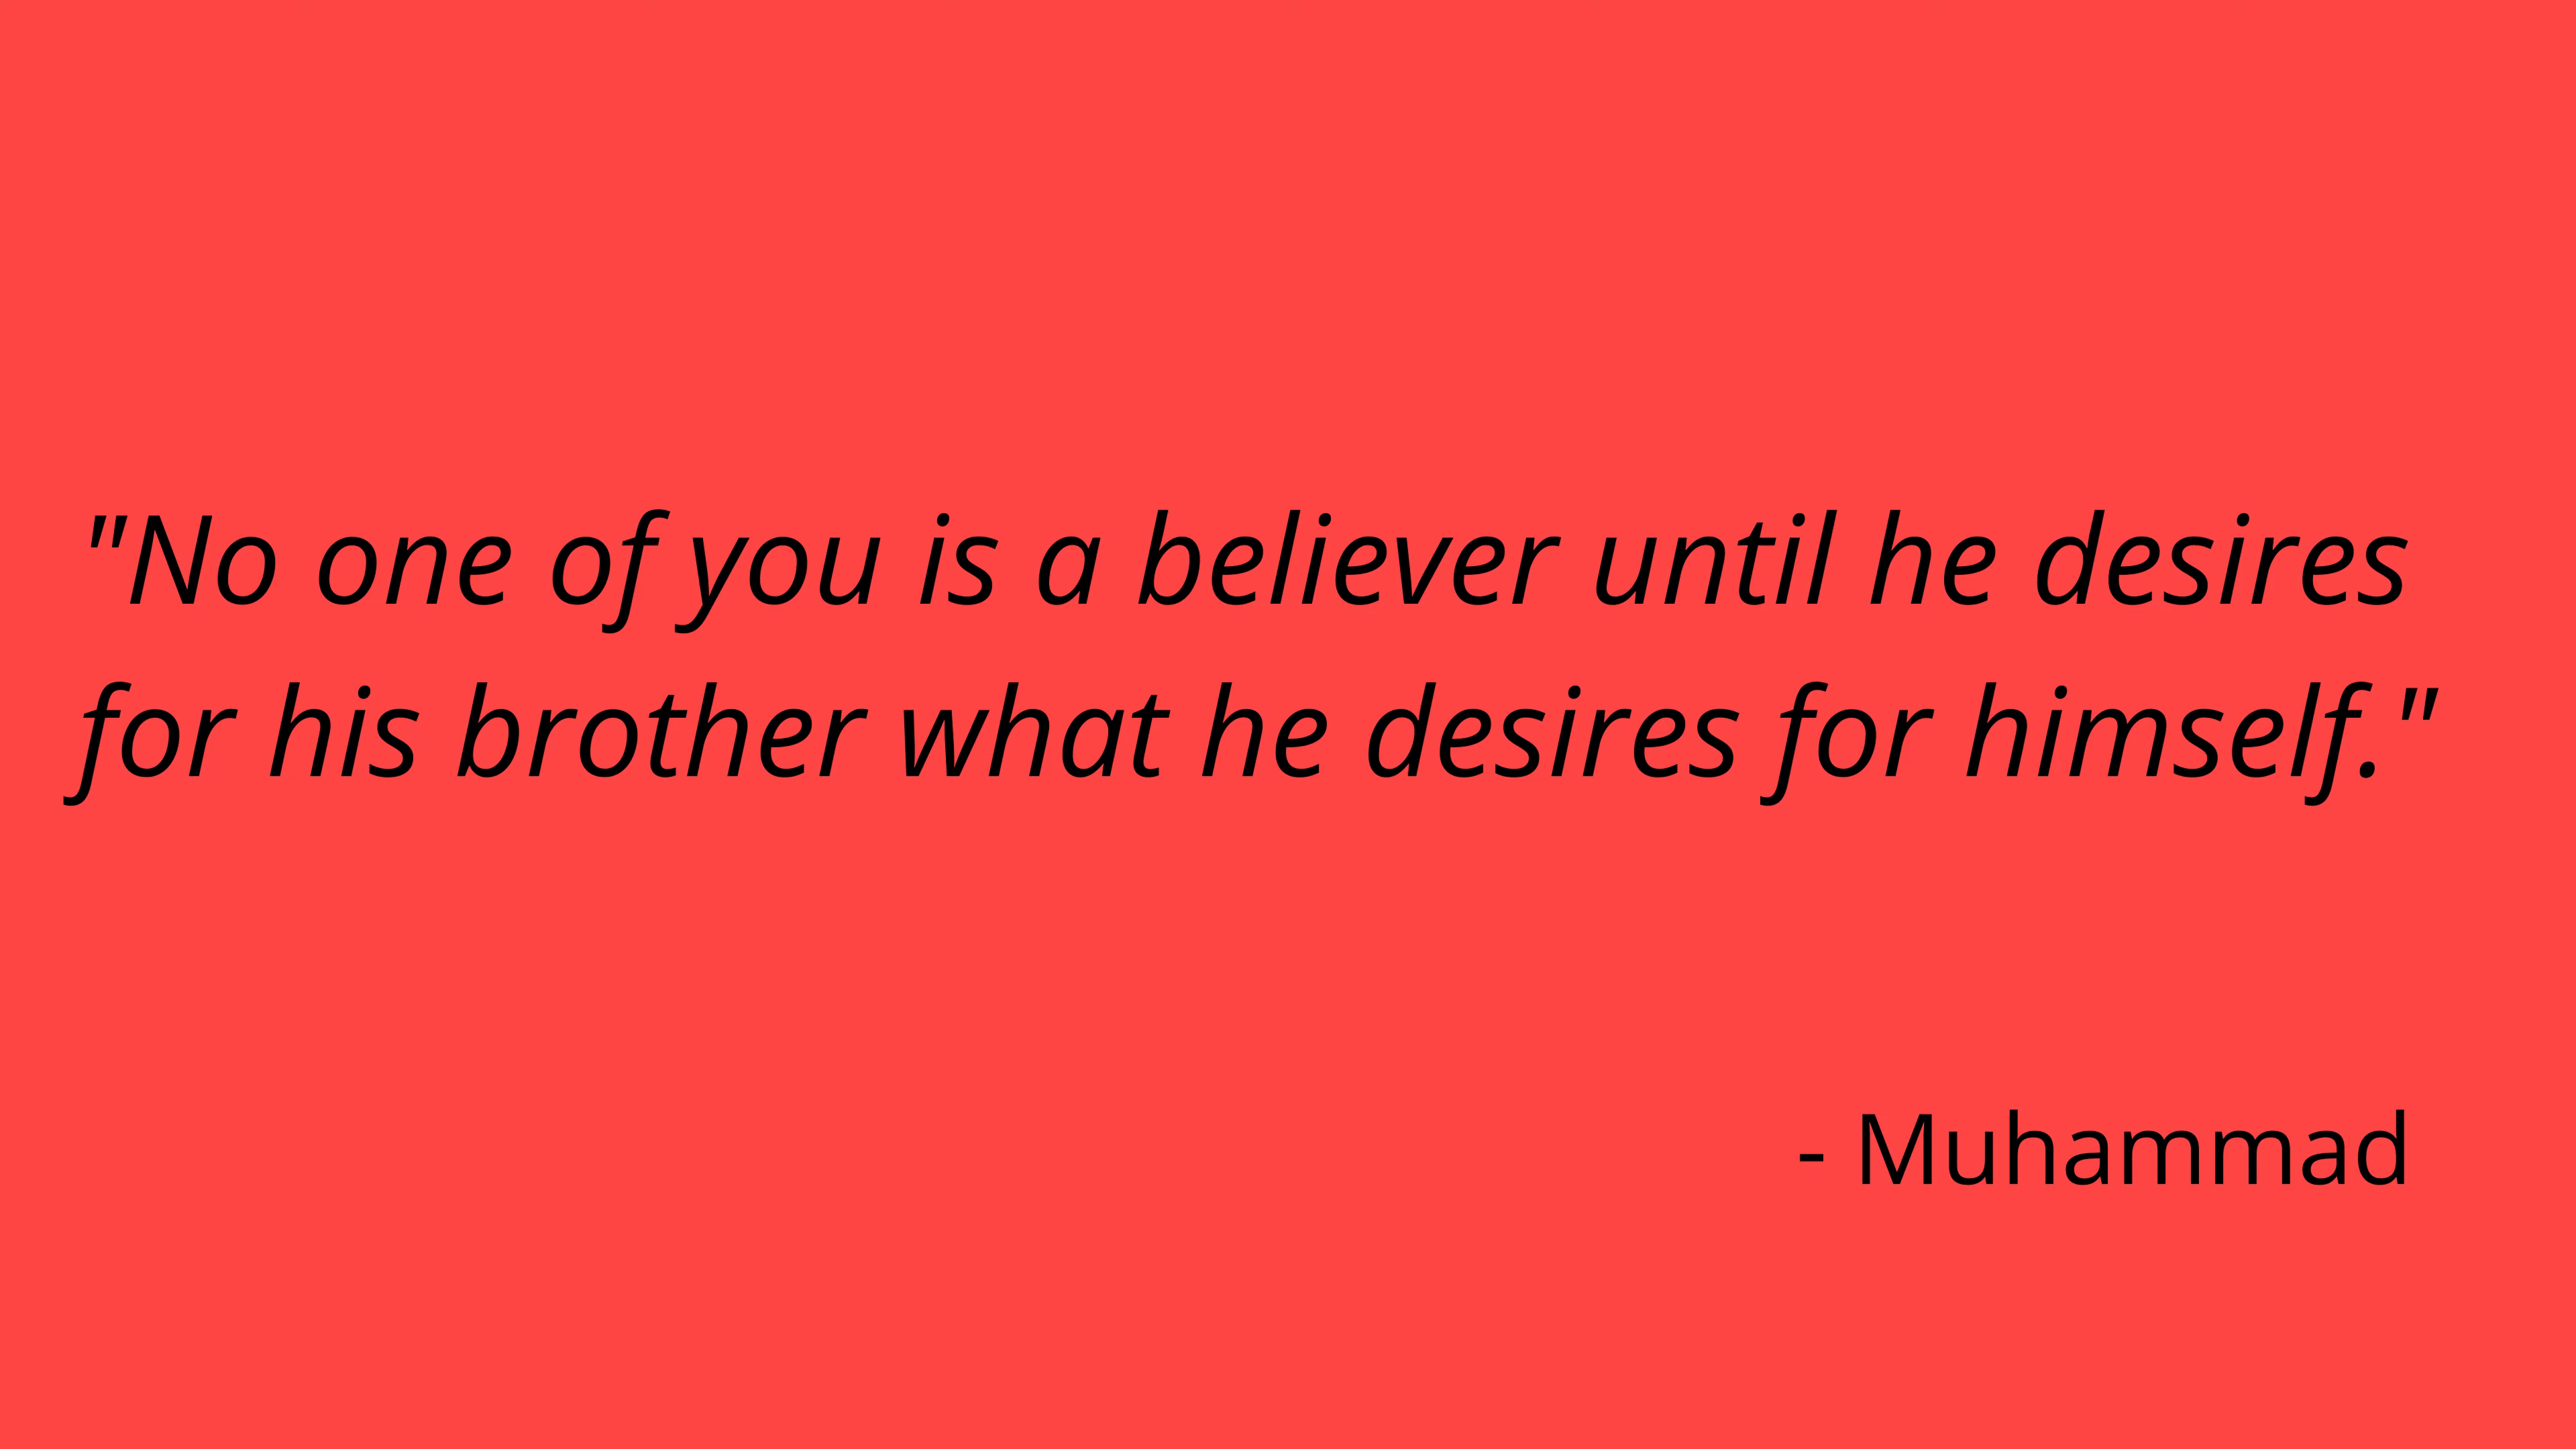 "No one of you is a believer until he desires
for his brother what he desires for himself."
- Muhammad